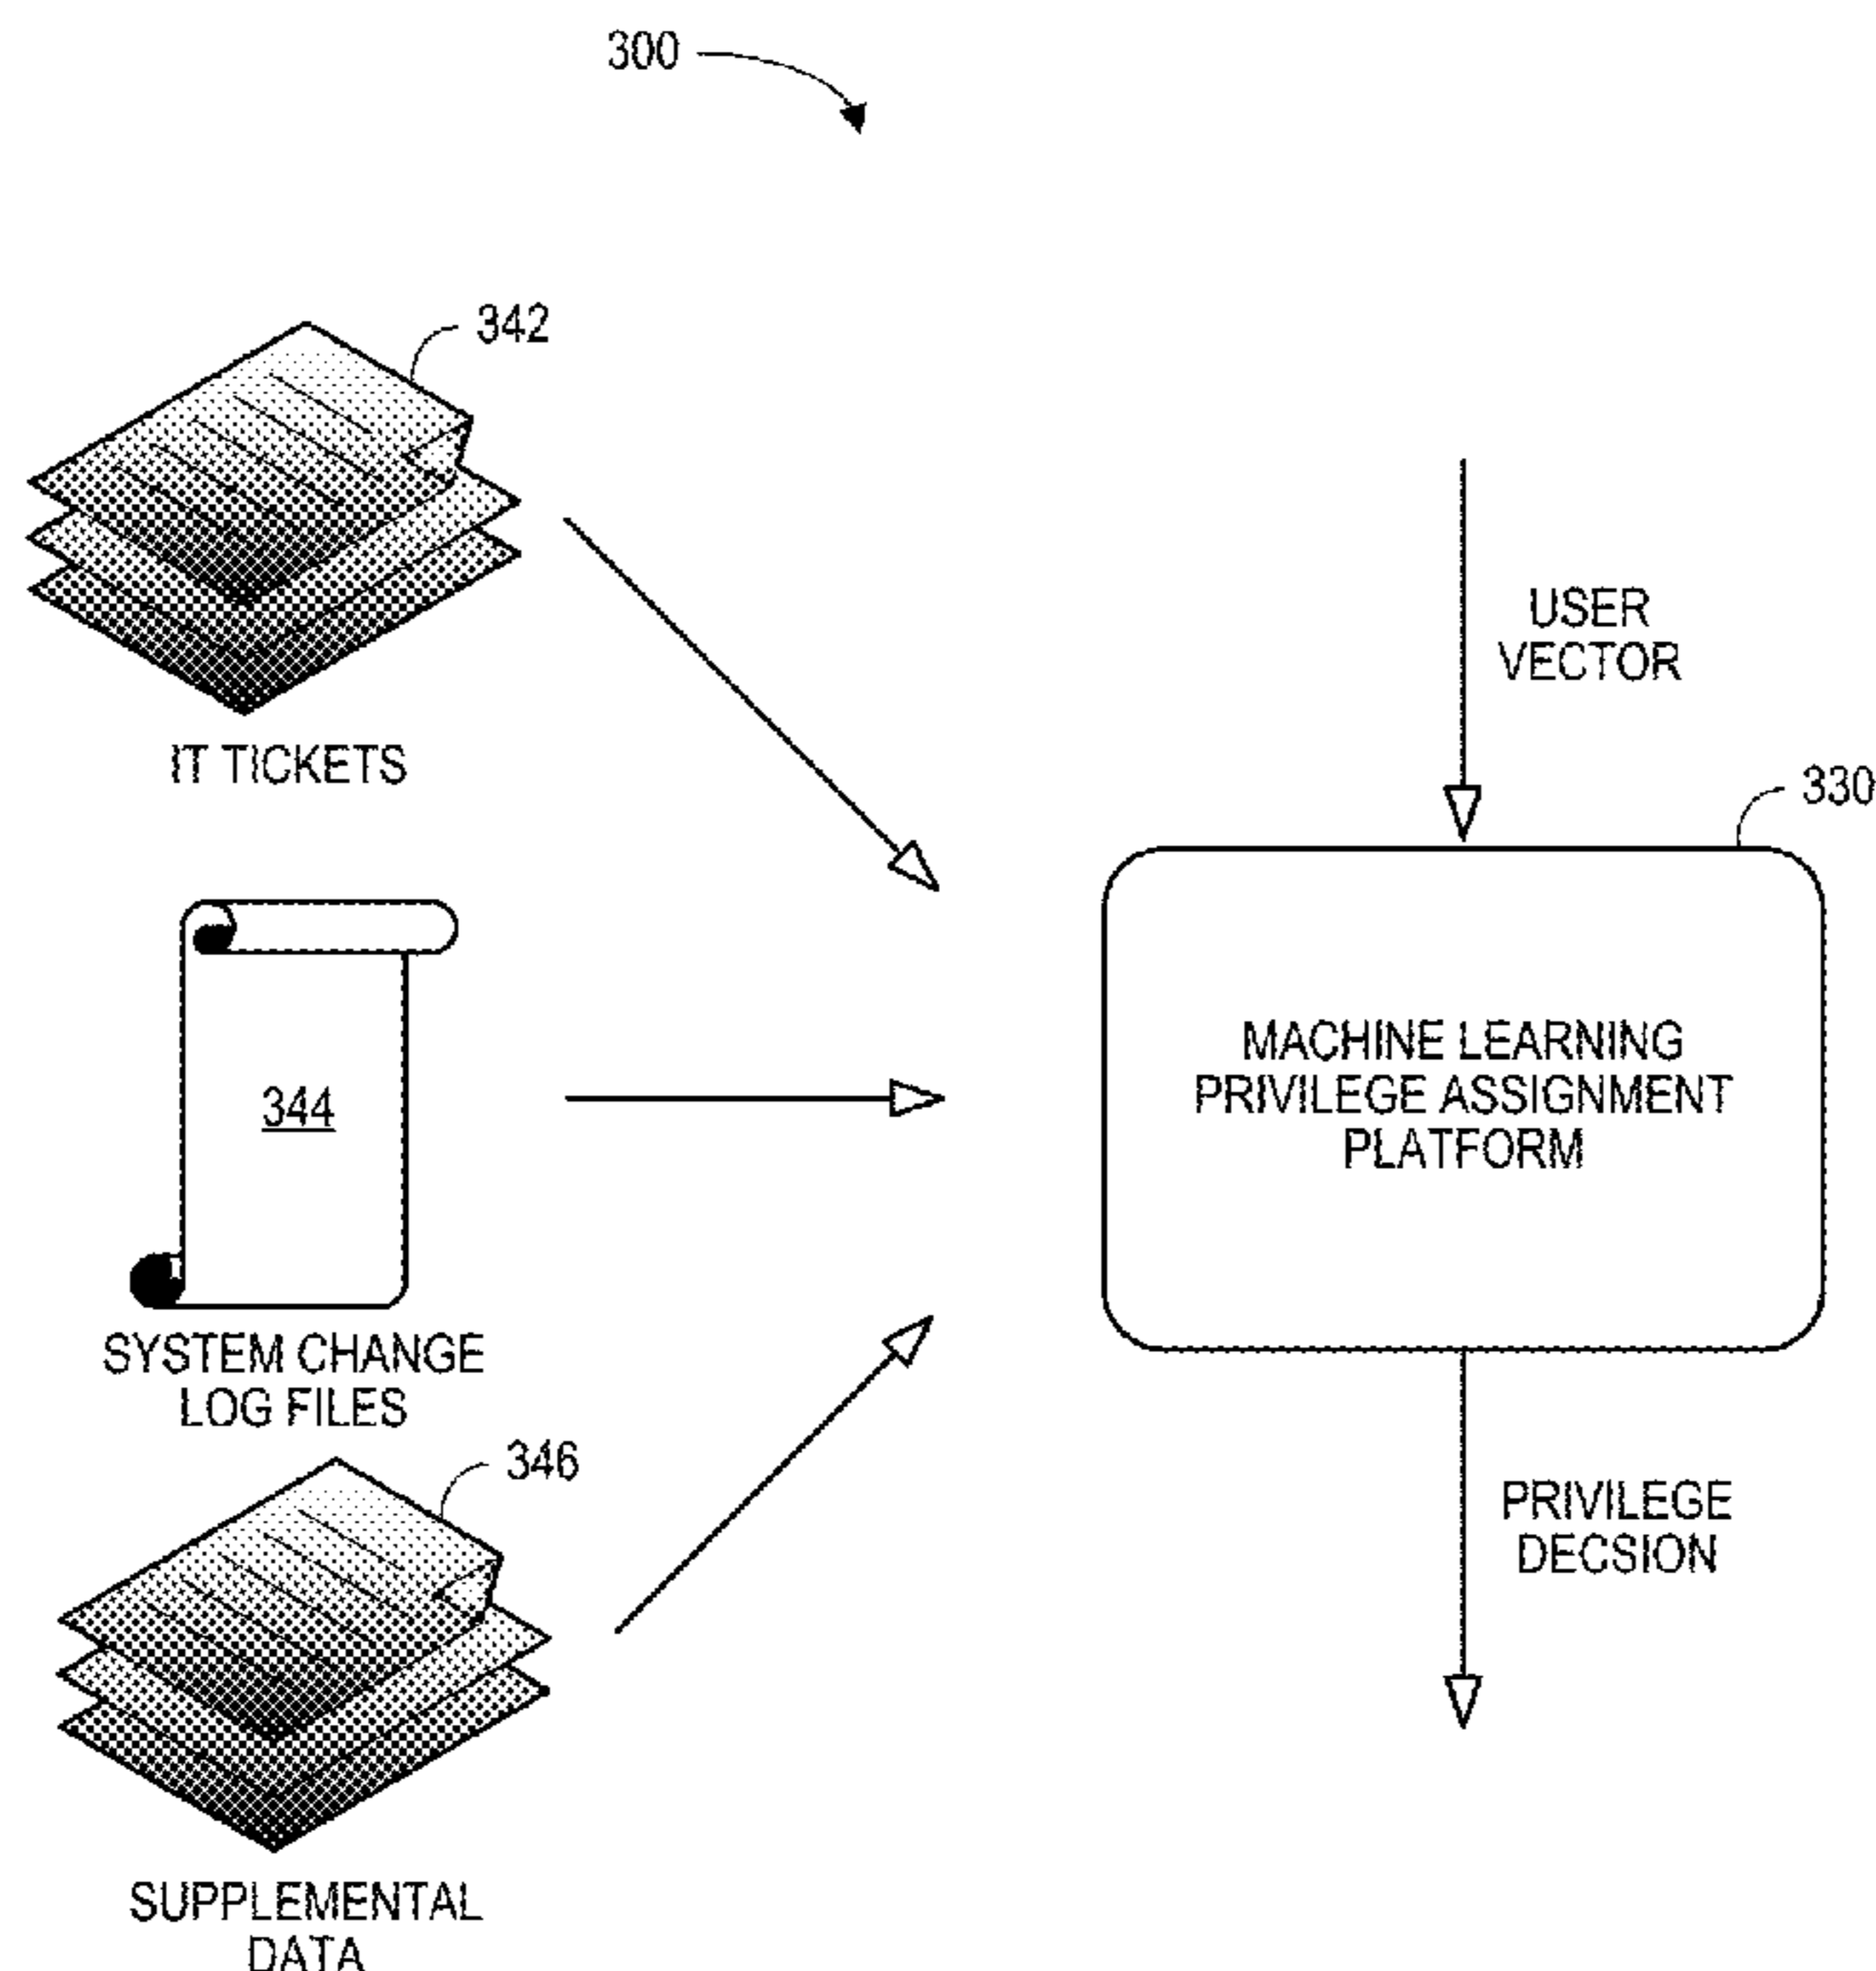 300
342
IT TICKETS
USER
VECTOR
330
MACHINE LEARNING
PRIVILEGE ASSIGNMENT
PLATFORM
344
SYSTEM CHANGE
LOG FILES
346
PRIVILEGE
DECSION
SUPPLEMENTAL
DATA